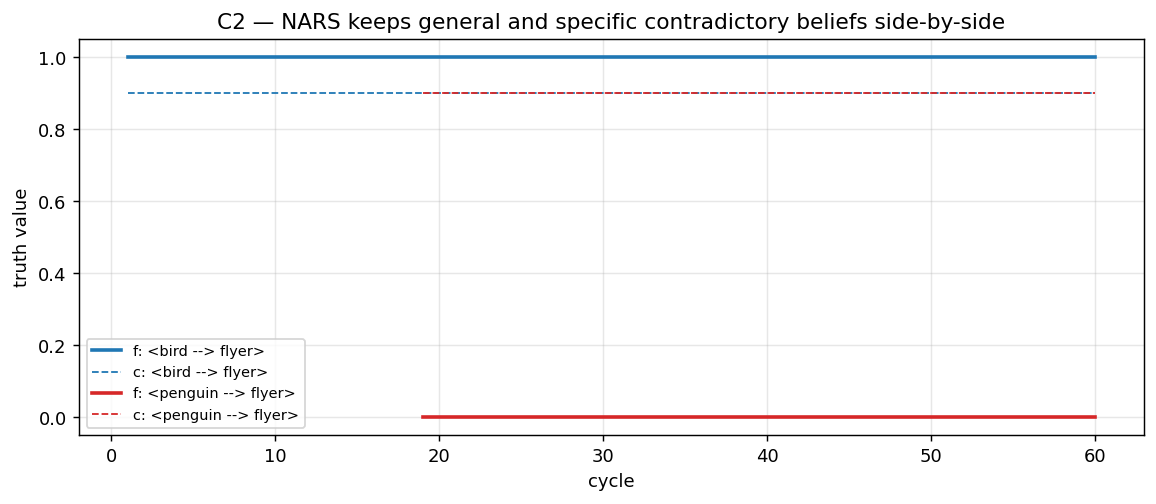 C2 — NARS keeps general and specific contradictory beliefs side-by-side
truth value
1.0
0.8
0.6
0.4
0.2
0.0
f: <bird --> flyer>
c: <bird --> flyer>
f: <penguin --> flyer>
c: <penguin --> flyer>
0 10 20 30 40 50 60
cycle